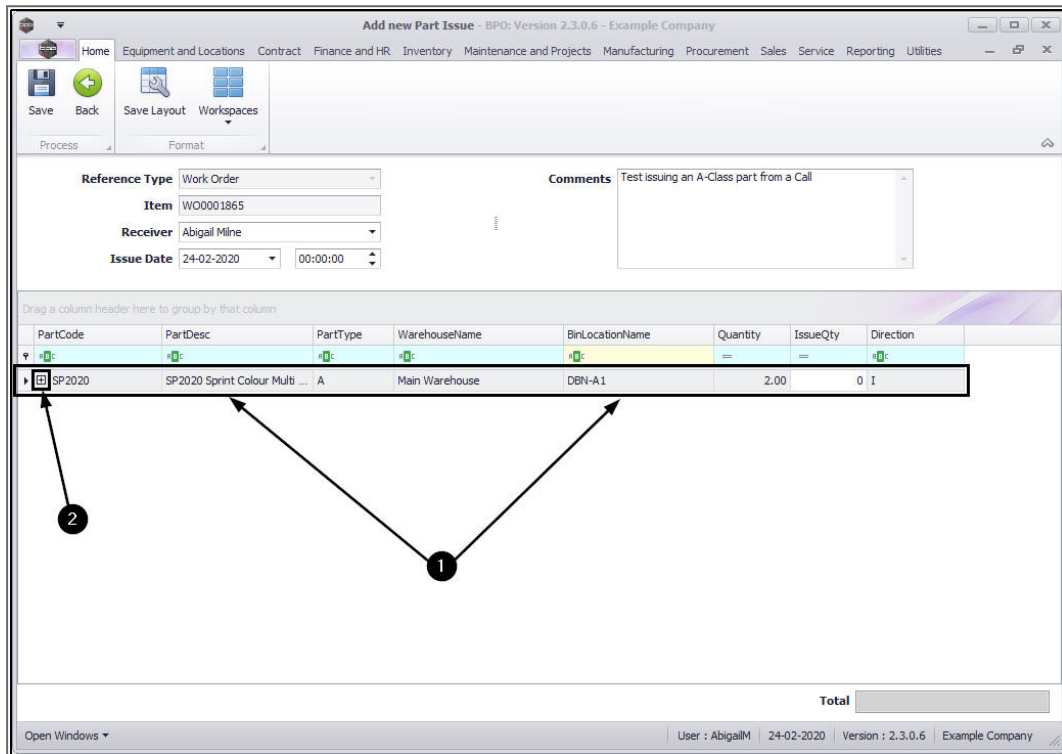 Add new Part Issue - BPO: Version 2.3.0.6 - Example Company
Home Equipment and Locations Contract Finance and HR Inventory Maintenance and Projects Manufacturing Procurement Sales Service Reporting Utilities
Save Back Save Layout Workspaces
Process Format
Reference Type Work Order Comments Test issuing an A-Class part from a Call
Item WO0001865
Receiver Abigail Milne
Issue Date 24-02-2020 00:00:00
Drag a column header here to group by that column
PartCode PartDesc PartType WarehouseName BinLocationName Quantity IssueQty Direction
SP2020 SP2020 Sprint Colour Multi ... A Main Warehouse DBN-A1 2.00 0 I
2
1
Total
Open Windows User : AbigailM 24-02-2020 Version : 2.3.0.6 Example Company